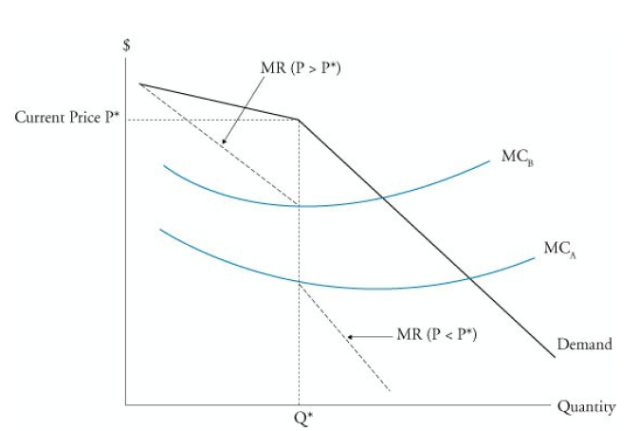 $
MR (P > P*)
Current Price P*
MC_B
MC_A
MR (P < P*)
Demand
Quantity
Q*